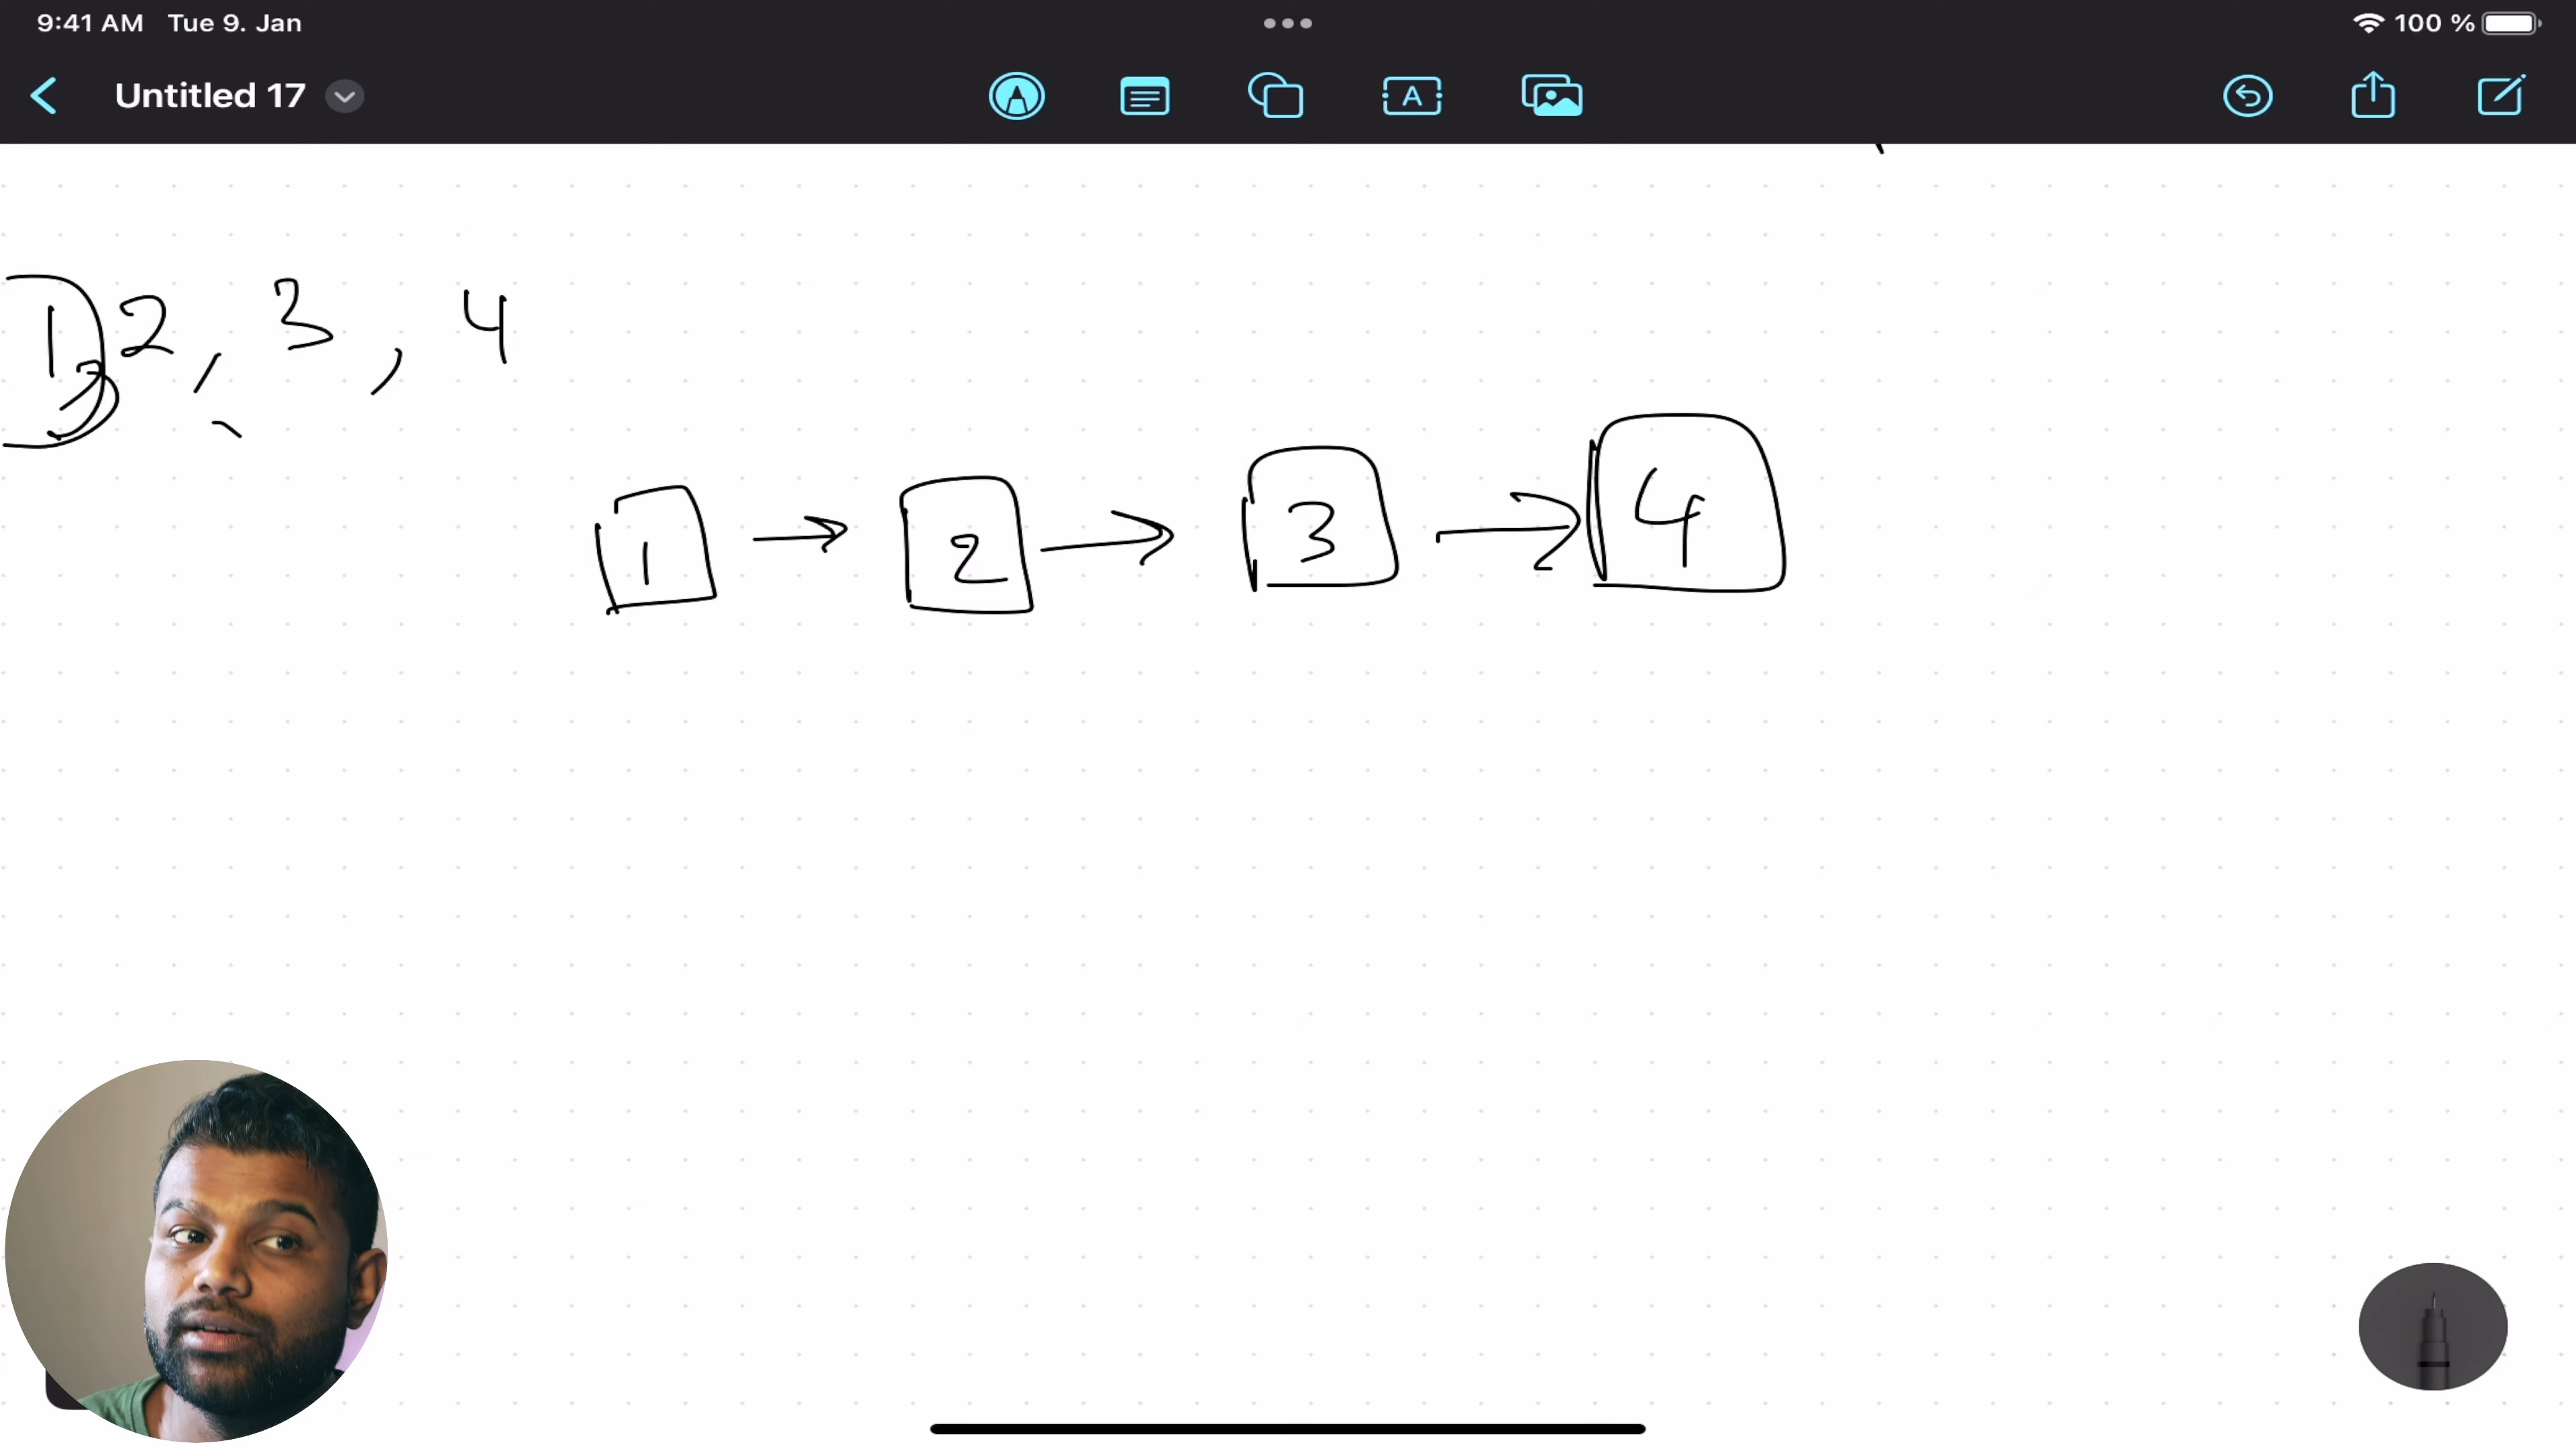 9:41 AM Tue 9. Jan 100 %
Untitled 17 A
1, 2, 3, 4
1 → 2 → 3 → 4